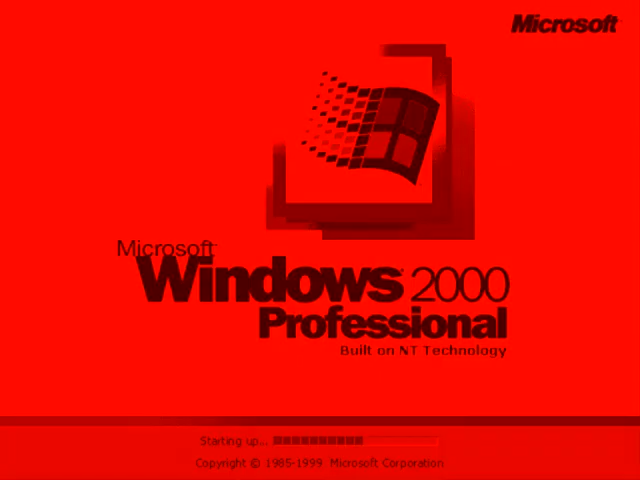 Microsoft
Microsoft
Windows 2000
Professional
Built on NT Technology
Starting up...
Copyright © 1985-1999 Microsoft Corporation